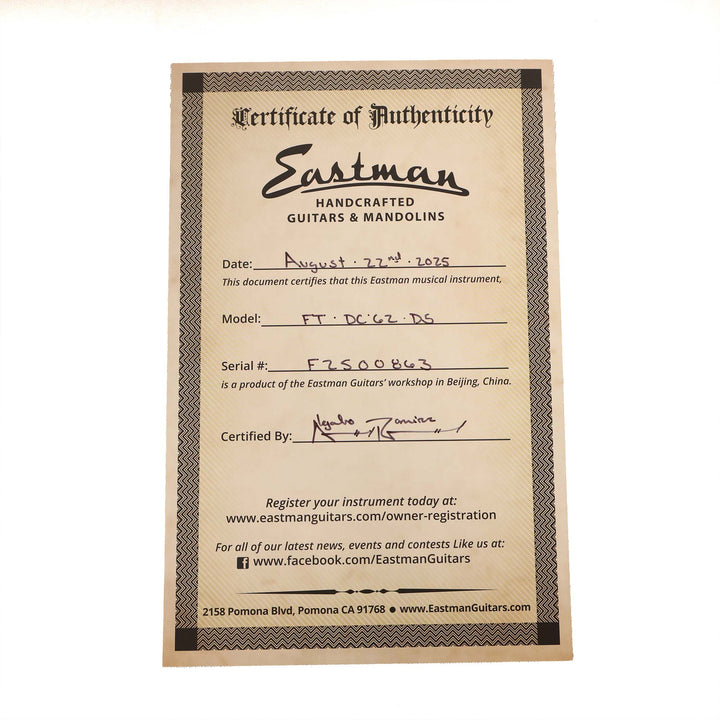 Certificate of Authenticity
Eastman
HANDCRAFTED
GUITARS & MANDOLINS
Date: August · 22nd · 2025
This document certifies that this Eastman musical instrument,
Model: FT · DC'62 · DS
Serial #: F2500863
is a product of the Eastman Guitars' workshop in Beijing, China.
Certified By:
Register your instrument today at:
www.eastmanguitars.com/owner-registration
For all of our latest news, events and contests Like us at:
f www.facebook.com/EastmanGuitars
2158 Pomona Blvd, Pomona CA 91768 ● www.EastmanGuitars.com